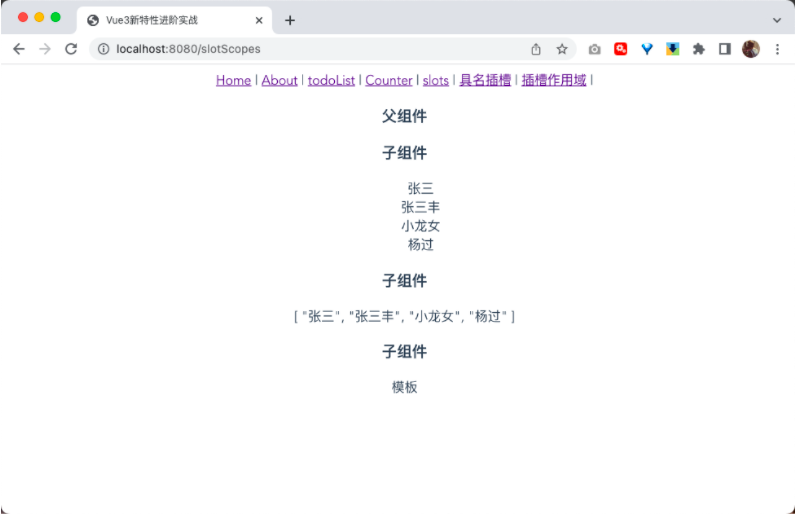 Vue3新特性进阶实战
localhost:8080/slotScopes
Home | About | todoList | Counter | slots | 具名插槽 | 插槽作用域 |
父组件
子组件
张三
张三丰
小龙女
杨过
子组件
[ "张三", "张三丰", "小龙女", "杨过" ]
子组件
模板